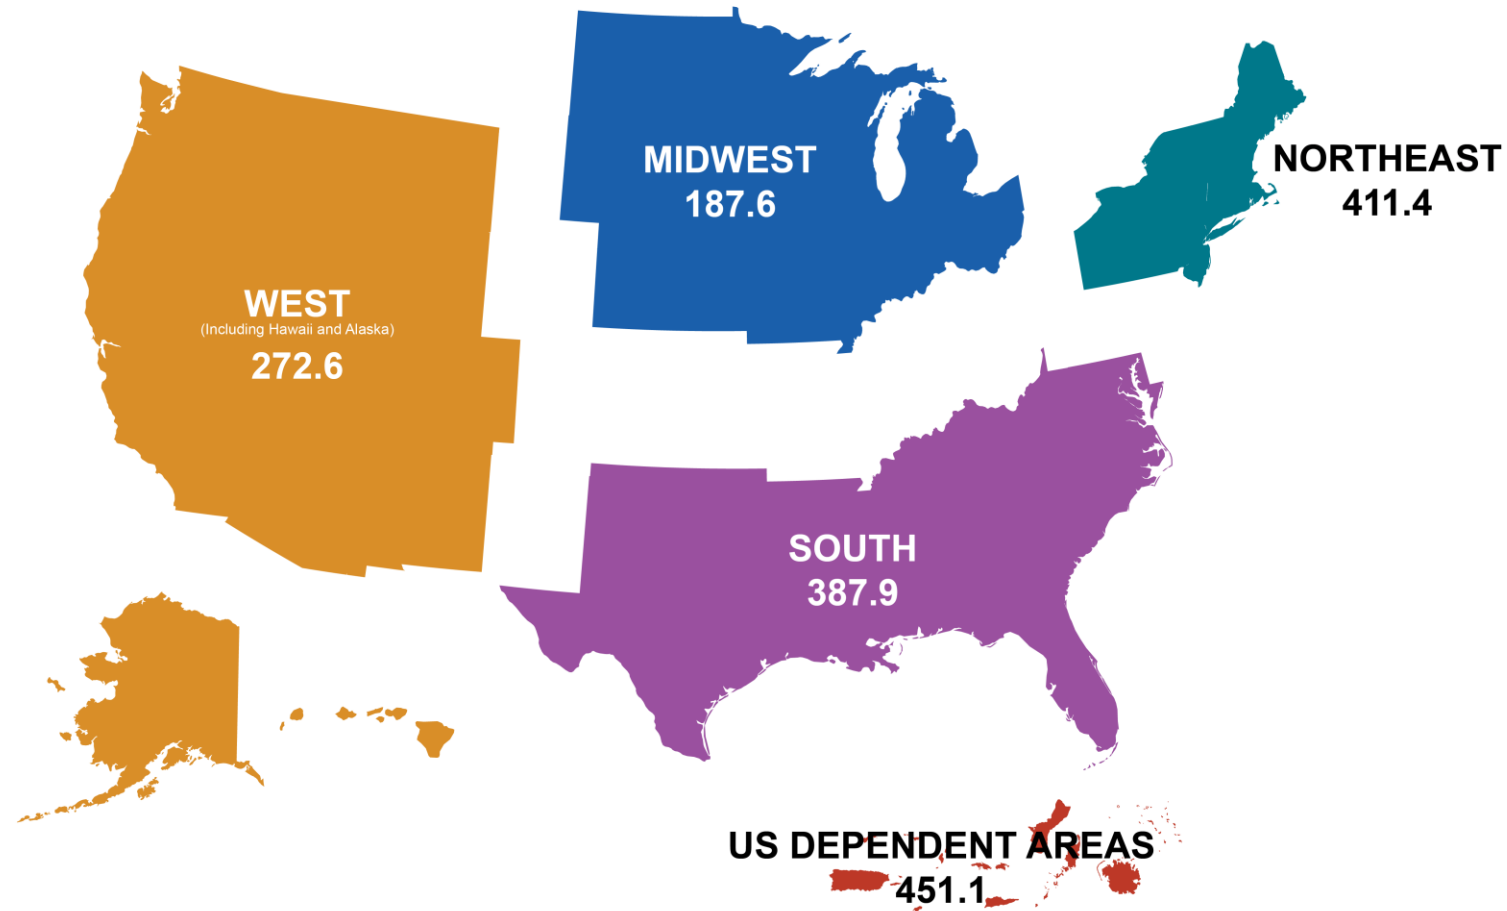 MIDWEST
187.6
NORTHEAST
411.4
WEST
(Including Hawaii and Alaska)
272.6
SOUTH
387.9
US DEPENDENT AREAS
451.1